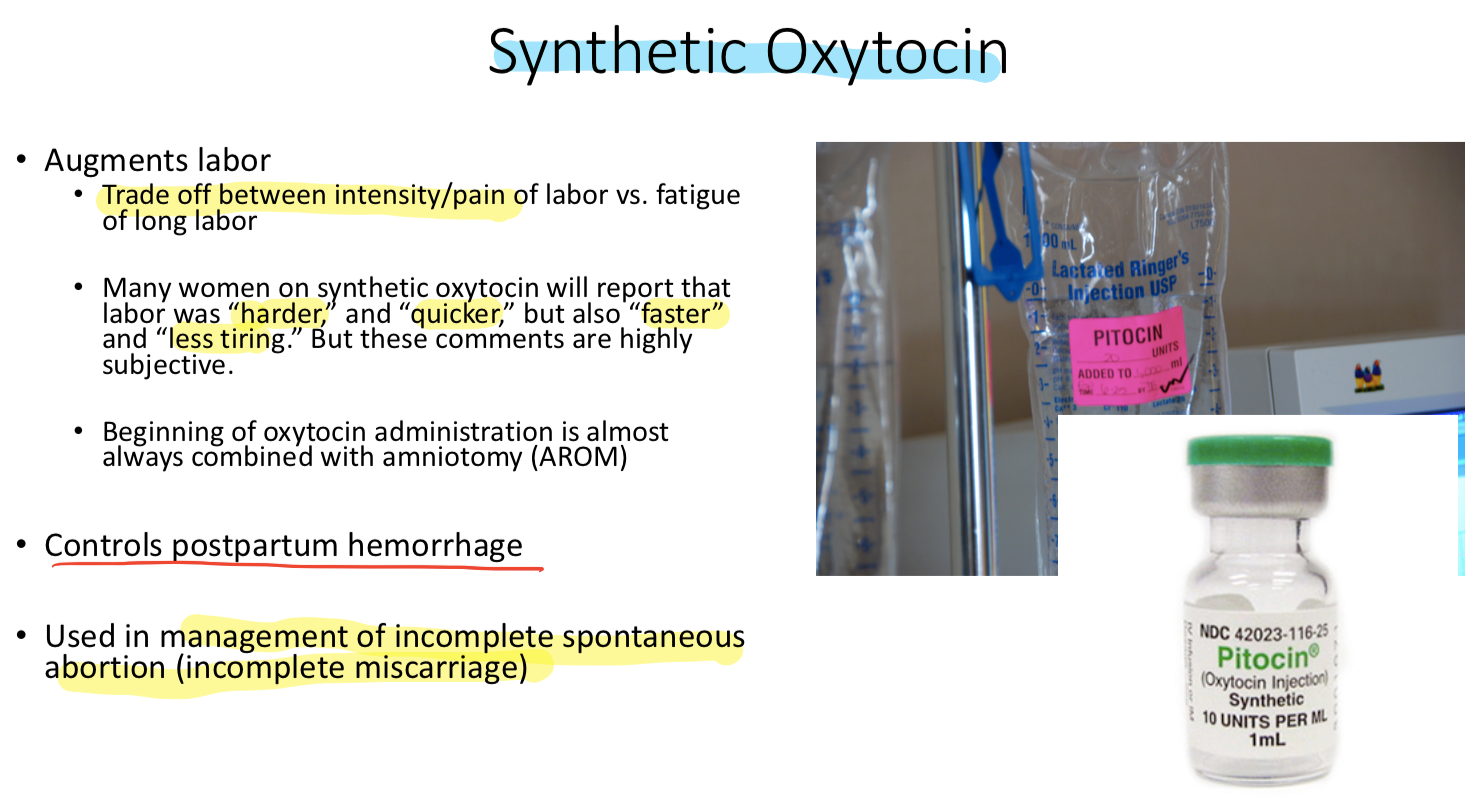 Synthetic Oxytocin
• Augments labor
• Trade off between intensity/pain of labor vs. fatigue
of long labor
• Many women on synthetic oxytocin will report that
labor was “harder,” and “quicker,” but also “faster”
and “less tiring.” But these comments are highly
subjective.
• Beginning of oxytocin administration is almost
always combined with amniotomy (AROM)
• Controls postpartum hemorrhage
• Used in management of incomplete spontaneous
abortion (incomplete miscarriage)
00 mL
Lactated Ringer's
Injection USP
-0-
-0-
PITOCIN
20 UNITS
ADDED TO 1,000 ml
NDC 42023-116-25
Pitocin®
(Oxytocin Injection)
Synthetic
10 UNITS PER ML
1mL